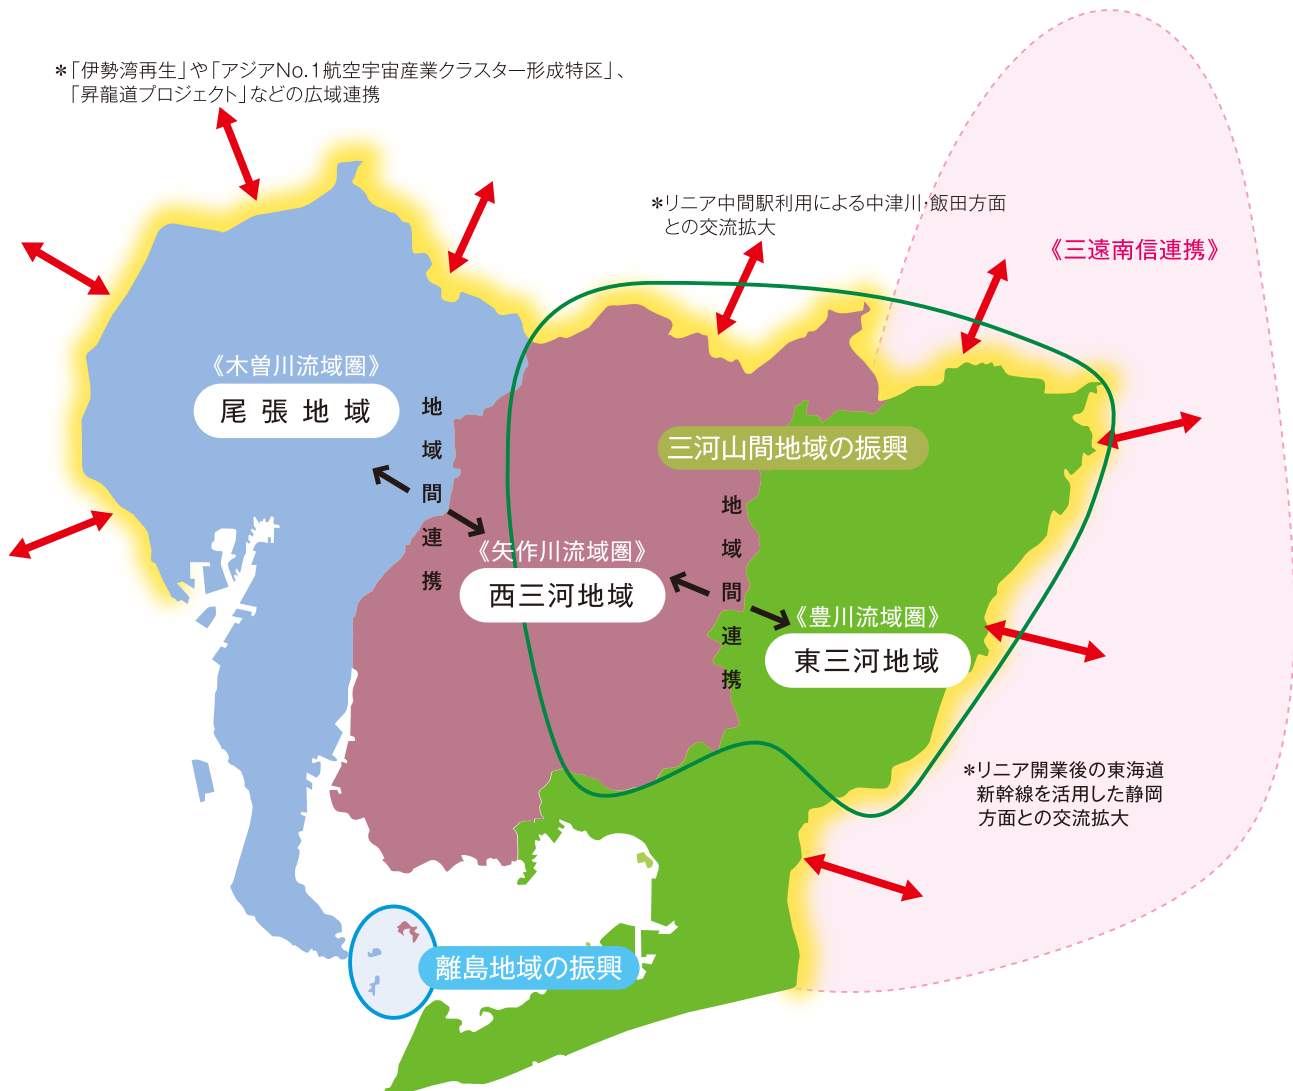 ＊「伊勢湾再生」や「アジアNo.1航空宇宙産業クラスター形成特区」、
「昇龍道プロジェクト」などの広域連携
＊リニア中間駅利用による中津川・飯田方面
との交流拡大
《三遠南信連携》
《木曽川流域圏》
尾張地域
地域間連携
三河山間地域の振興
地域間連携
《矢作川流域圏》
西三河地域
《豊川流域圏》
東三河地域
＊リニア開業後の東海道
新幹線を活用した静岡
方面との交流拡大
離島地域の振興